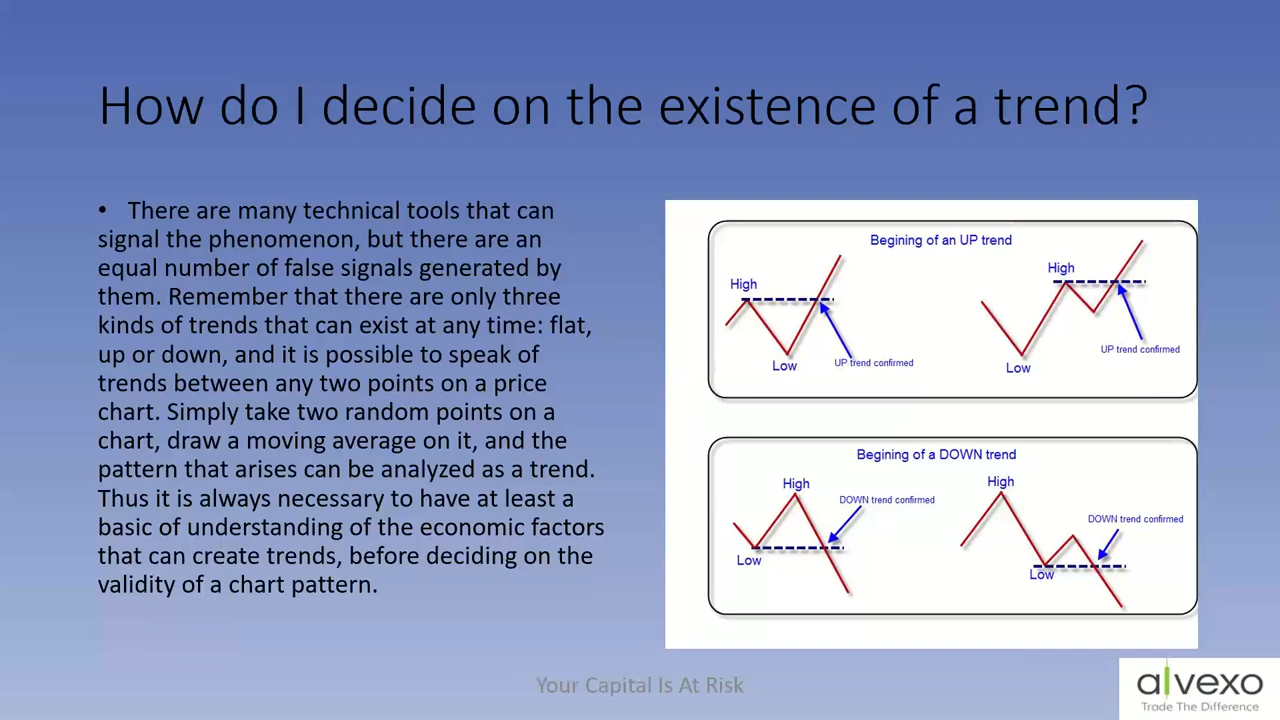 How do I decide on the existence of a trend?
• There are many technical tools that can
signal the phenomenon, but there are an
equal number of false signals generated by
them. Remember that there are only three
kinds of trends that can exist at any time: flat,
up or down, and it is possible to speak of
trends between any two points on a price
chart. Simply take two random points on a
chart, draw a moving average on it, and the
pattern that arises can be analyzed as a trend.
Thus it is always necessary to have at least a
basic of understanding of the economic factors
that can create trends, before deciding on the
validity of a chart pattern.
Begining of an UP trend
High
Low
UP trend confirmed
High
Low
UP trend confirmed
Begining of a DOWN trend
High
Low
DOWN trend confirmed
High
Low
DOWN trend confirmed
Your Capital Is At Risk
alvexo
Trade The Difference